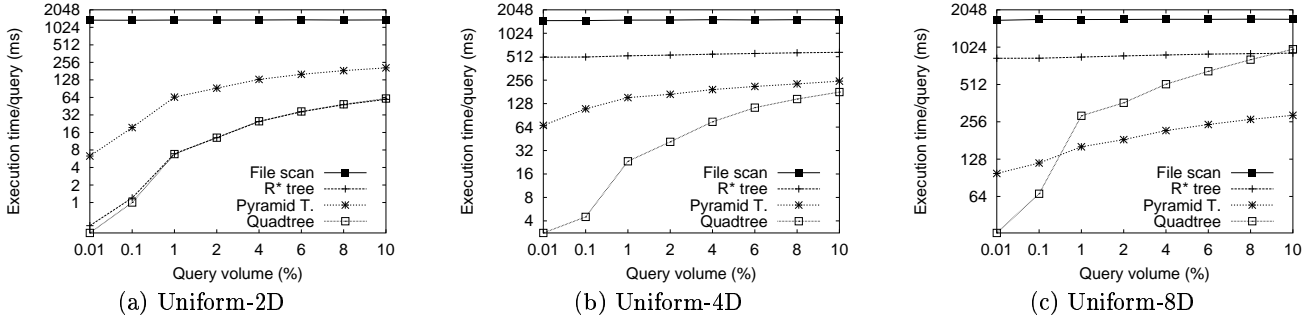 Execution time/query (ms)
2048
1024
512
256
128
64
32
16
8
4
2
1
File scan
R* tree
Pyramid T.
Quadtree
0.01 0.1 1 2 4 6 8 10
Query volume (%)
(a) Uniform-2D
Execution time/query (ms)
2048
1024
512
256
128
64
32
16
8
4
File scan
R* tree
Pyramid T.
Quadtree
0.01 0.1 1 2 4 6 8 10
Query volume (%)
(b) Uniform-4D
Execution time/query (ms)
2048
1024
512
256
128
64
File scan
R* tree
Pyramid T.
Quadtree
0.01 0.1 1 2 4 6 8 10
Query volume (%)
(c) Uniform-8D